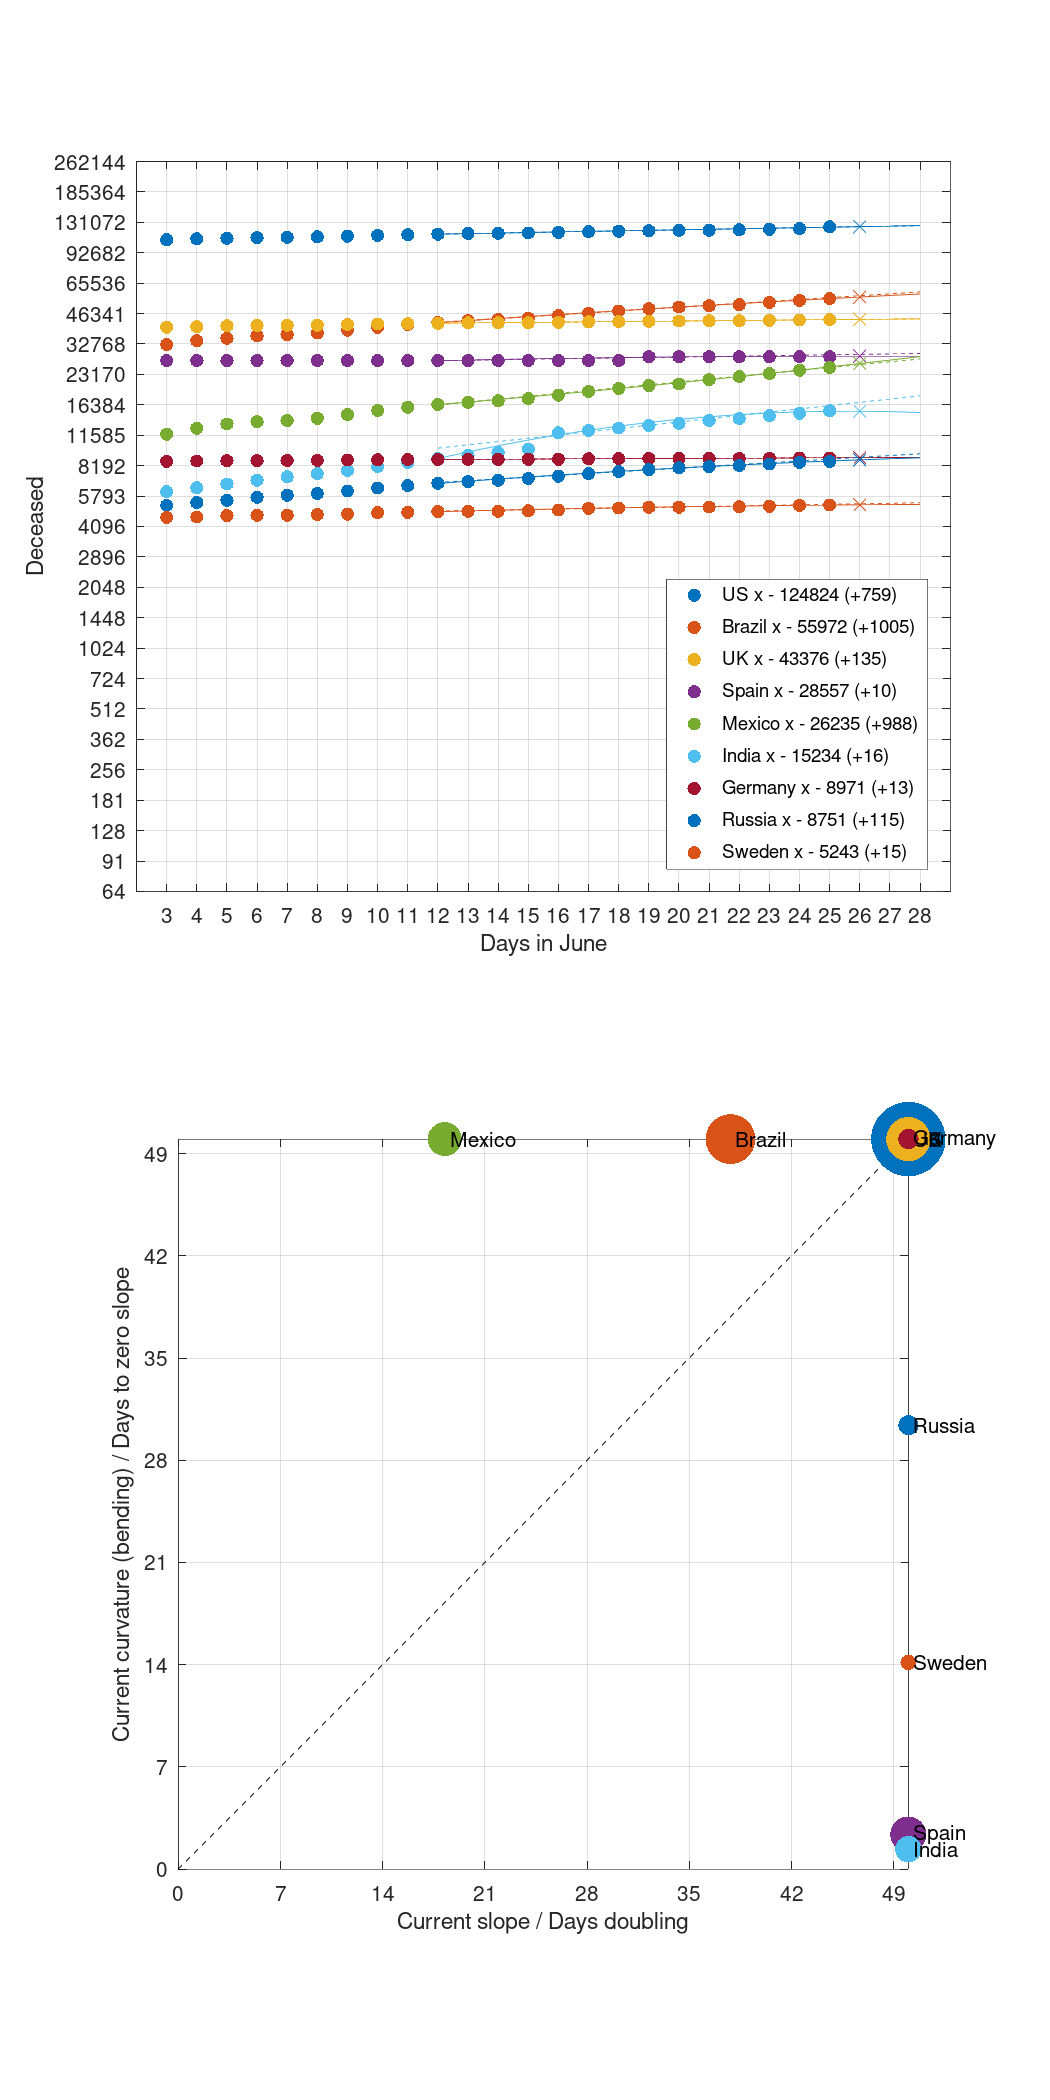 262144
185364
131072
92682
65536
46341
32768
23170
16384
11585
8192
5793
4096
2896
2048
1448
1024
724
512
362
256
181
128
91
64
Deceased
US x - 124824 (+759)
Brazil x - 55972 (+1005)
UK x - 43376 (+135)
Spain x - 28557 (+10)
Mexico x - 26235 (+988)
India x - 15234 (+16)
Germany x - 8971 (+13)
Russia x - 8751 (+115)
Sweden x - 5243 (+15)
3 4 5 6 7 8 9 10 11 12 13 14 15 16 17 18 19 20 21 22 23 24 25 26 27 28
Days in June
Mexico
Brazil
Germany
49
42
35
28
21
14
7
0
Current curvature (bending) / Days to zero slope
Russia
Sweden
Spain
India
0 7 14 21 28 35 42 49
Current slope / Days doubling